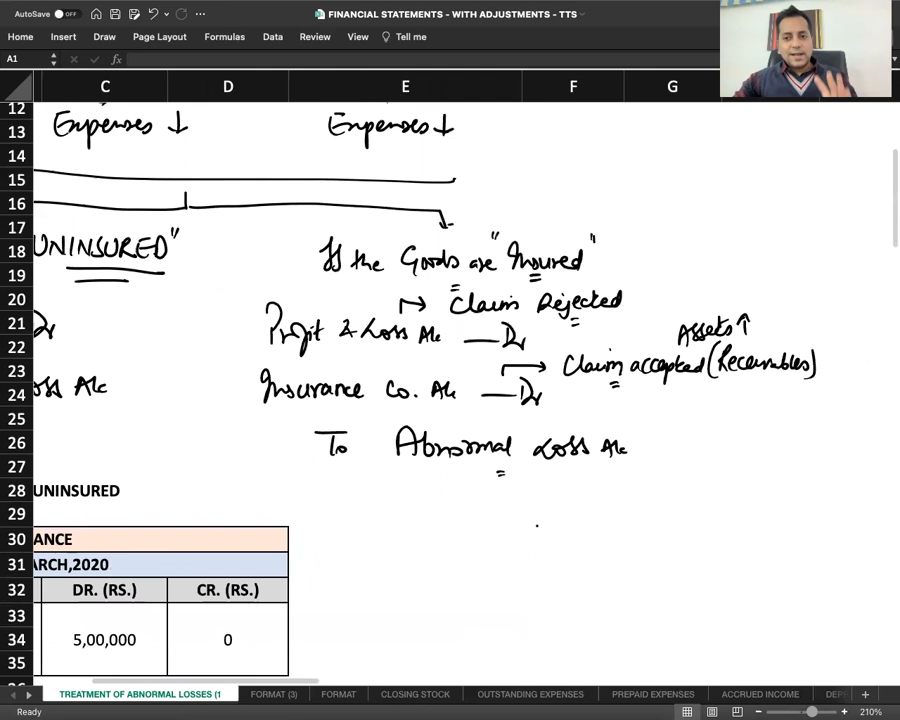 AutoSave OFF
FINANCIAL STATEMENTS - WITH ADJUSTMENTS - TTS
Home Insert Draw Page Layout Formulas Data Review View Tell me
A1 fx
C D E F G
12
13 Expenses ↓ Expenses ↓
14
15
16
17
18 UNINSURED" If the Goods are "Insured"
19
20 Claim Rejected
21 Dr Profit & Loss A/c — Dr Assets ↑
22
23 Claim accepted (Receivables)
24 oss A/c Insurance Co. A/c — Dr
25
26 To Abnormal Loss A/c
27
28 UNINSURED
29
30 ANCE
31 ARCH,2020
32 DR. (RS.) CR. (RS.)
33
34 5,00,000 0
35
TREATMENT OF ABNORMAL LOSSES (1 FORMAT (3) FORMAT CLOSING STOCK OUTSTANDING EXPENSES PREPAID EXPENSES ACCRUED INCOME DEP
Ready 210%